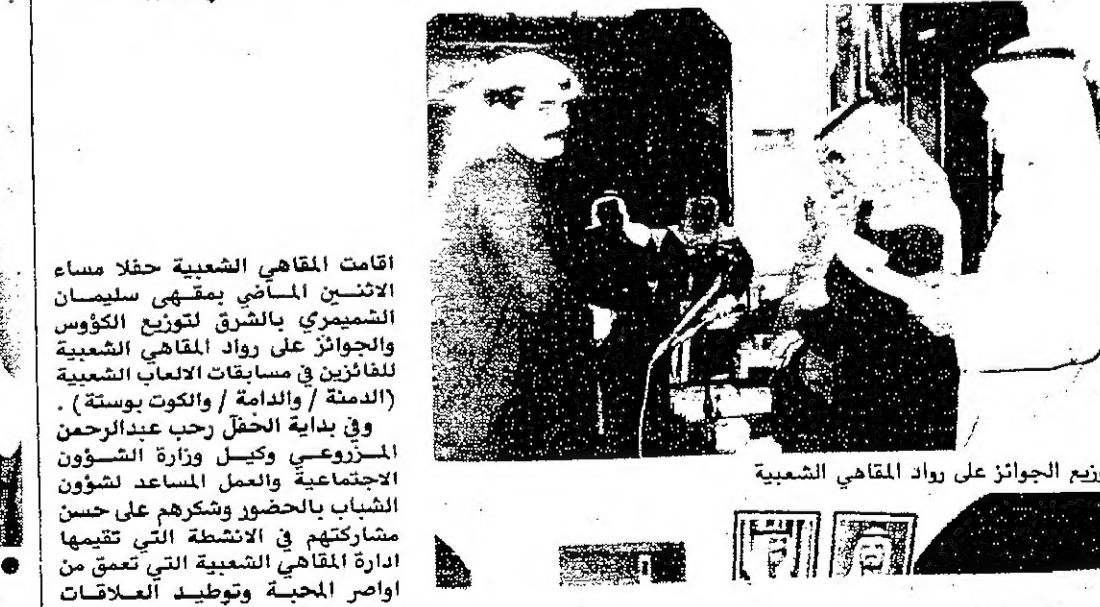 اقامت المقاهي الشعبية حفلا مساء
الاثنين الماضي بمقهى سليمان
الشميمري بالشرق لتوزيع الكؤوس
والجوائز على رواد المقاهي الشعبية
للفائزين في مسابقات الالعاب الشعبية
(الدمنة / والدامة / والكوت بوستة) .
وفي بداية الحفل رحب عبدالرحمن
المزروعي وكيل وزارة الشؤون
الاجتماعية والعمل المساعد لشؤون
الشباب بالحضور وشكرهم على حسن
مشاركتهم في الانشطة التي تقيمها
ادارة المقاهي الشعبية التي تعمق من
اواصر المحبة وتوطيد العلاقات
وزيع الجوائز على رواد المقاهي الشعبية